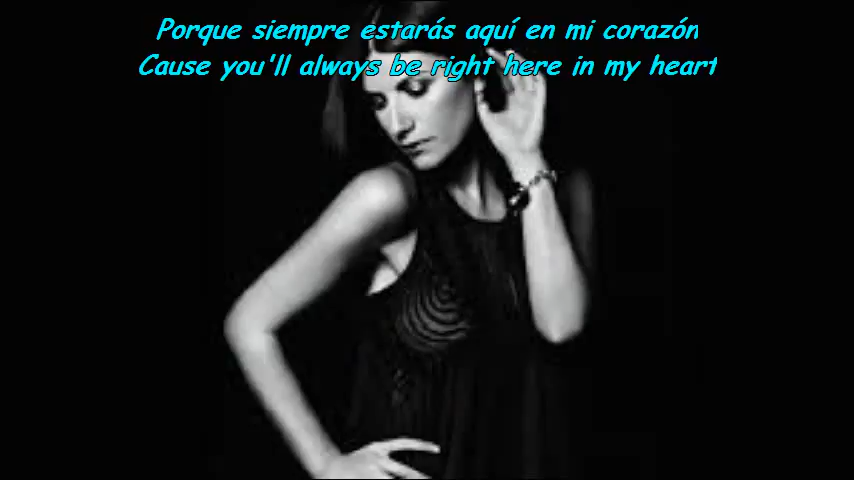 Porque siempre estarás aquí en mi corazón
Cause you'll always be right here in my heart